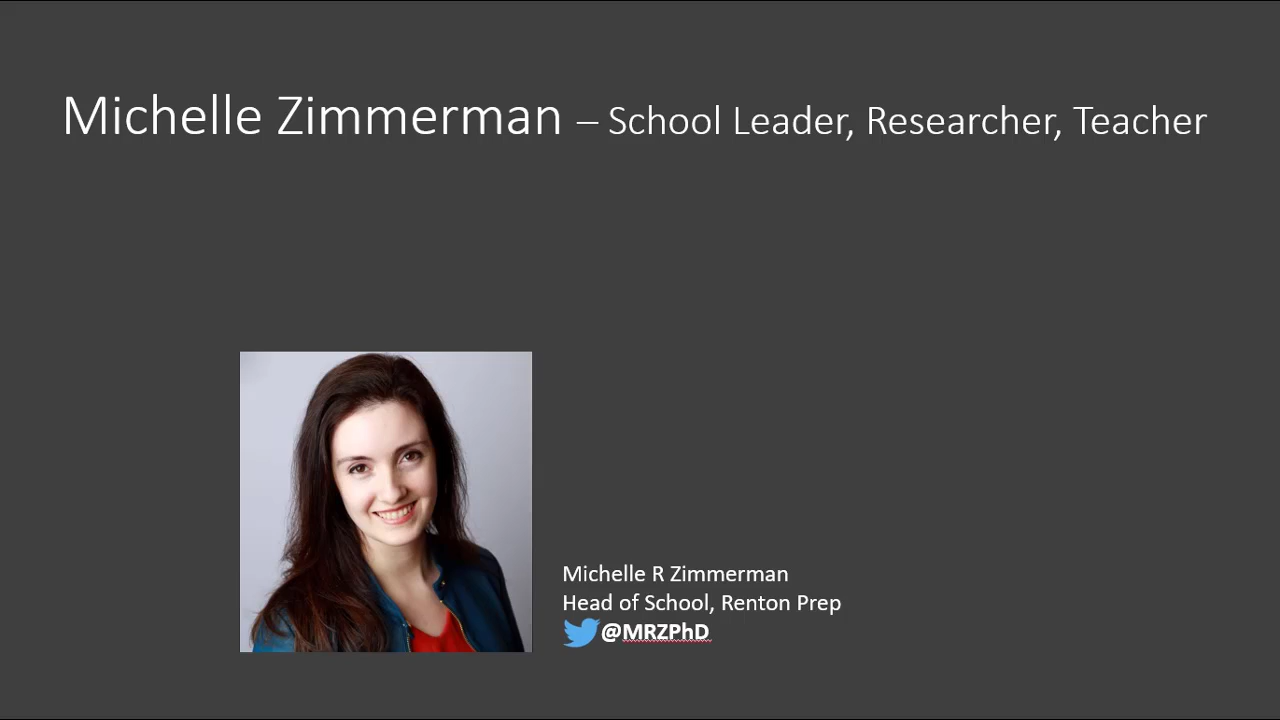 Michelle Zimmerman – School Leader, Researcher, Teacher
Michelle R Zimmerman
Head of School, Renton Prep
@MRZPhD